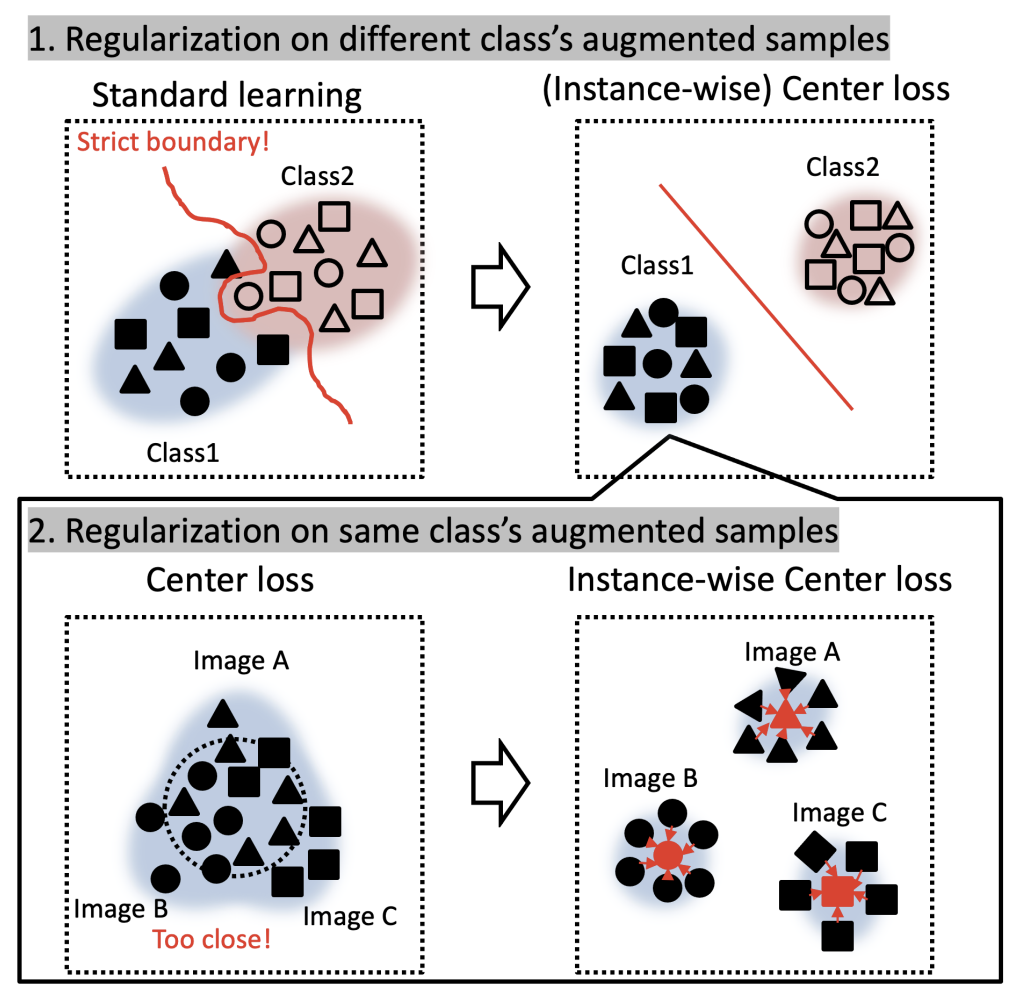 1. Regularization on different class's augmented samples
Standard learning
(Instance-wise) Center loss
Strict boundary!
Class2
Class1
Class2
Class1
2. Regularization on same class's augmented samples
Center loss
Instance-wise Center loss
Image A
Image B
Image C
Too close!
Image A
Image B
Image C